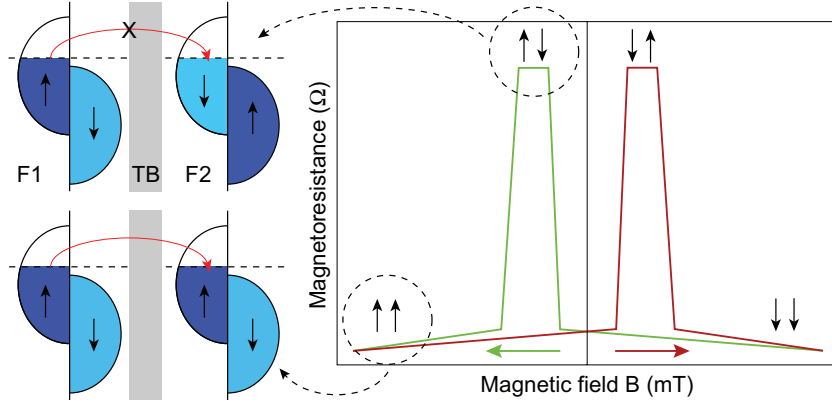 X
F1
TB
F2
Magnetoresistance (Ω)
Magnetic field B (mT)